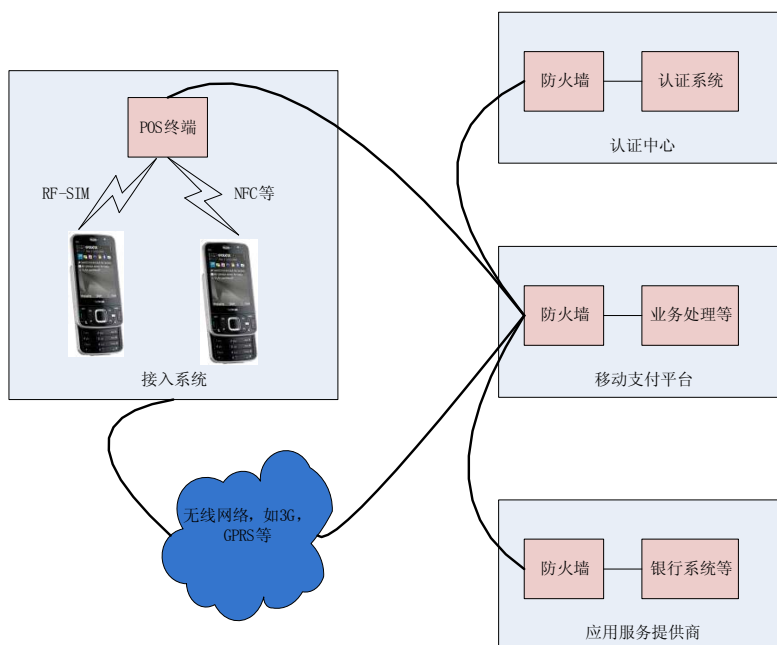 防火墙
认证系统
认证中心
POS终端
RF-SIM
NFC等
接入系统
防火墙
业务处理等
移动支付平台
无线网络，如3G，
GPRS等
防火墙
银行系统等
应用服务提供商